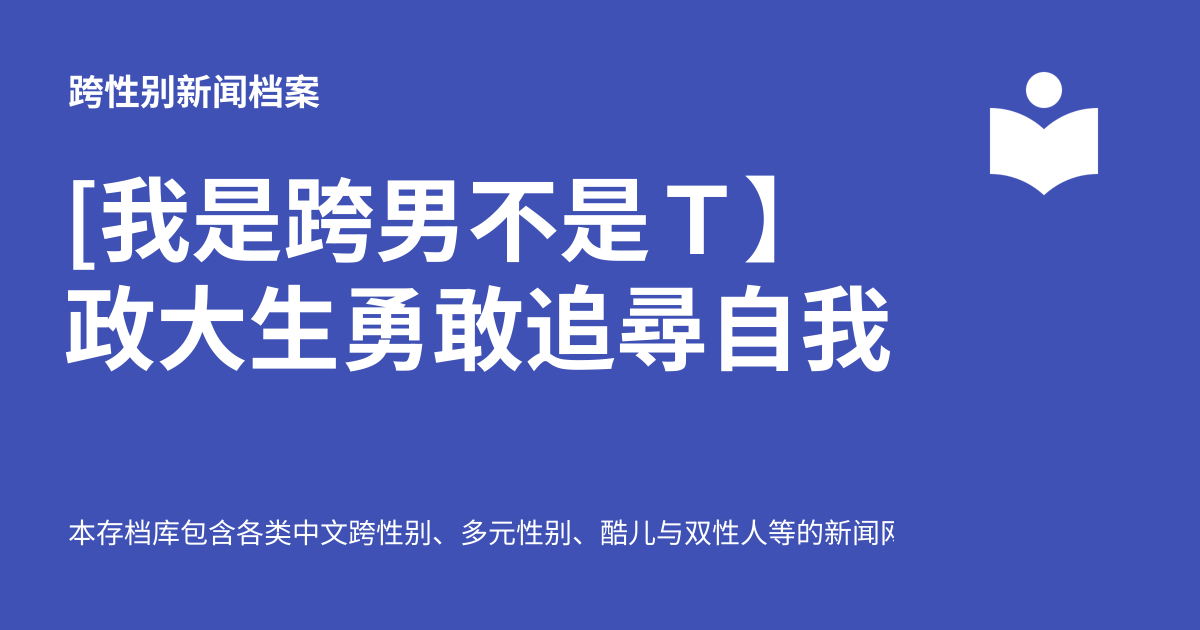 跨性别新闻档案
[我是跨男不是Ｔ】
政大生勇敢追尋自我
本存档库包含各类中文跨性别、多元性别、酷儿与双性人等的新闻